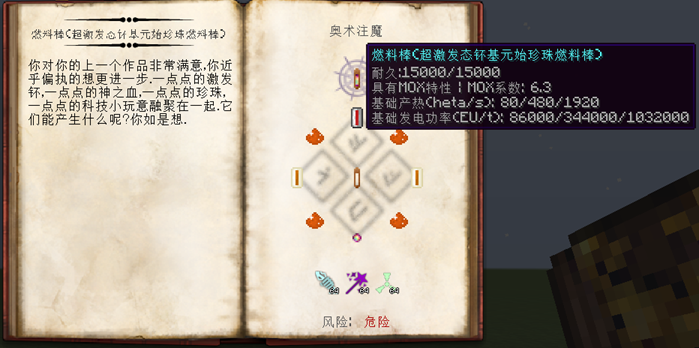 燃料棒(超激发态钚基元始珍珠燃料棒)
你对你的上一个作品非常满意,你近
乎偏执的想更进一步.一点点的激发
钚,一点点的神之血,一点点的珍珠,
一点点的科技小玩意融聚在一起.它
们能产生什么呢?你如是想.
奥术注魔
燃料棒(超激发态钚基元始珍珠燃料棒)
耐久:15000/15000
具有MOX特性 | MOX系数: 6.3
基础产热(heta/s): 80/480/1920
基础发电功率(EU/t): 86000/344000/1032000
64
64
64
风险: 危险